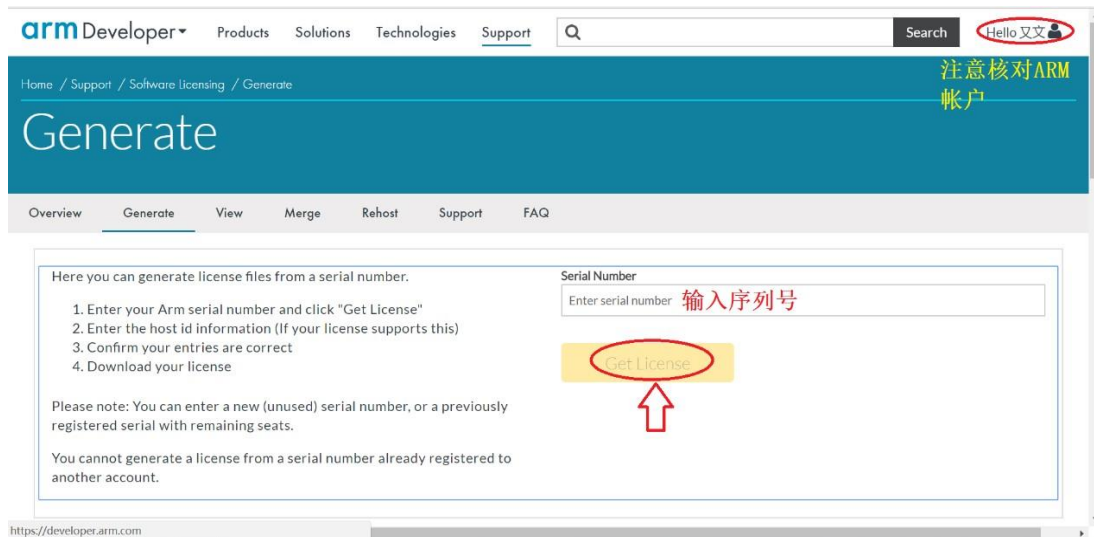 arm Developer Products Solutions Technologies Support Search Hello 又文
注意核对ARM
帐户
Home / Support / Software Licensing / Generate
Generate
Overview Generate View Merge Rehost Support FAQ
Here you can generate license files from a serial number.
1. Enter your Arm serial number and click "Get License"
2. Enter the host id information (If your license supports this)
3. Confirm your entries are correct
4. Download your license
Please note: You can enter a new (unused) serial number, or a previously
registered serial with remaining seats.
You cannot generate a license from a serial number already registered to
another account.
Serial Number
Enter serial number 输入序列号
Get License
https://developer.arm.com